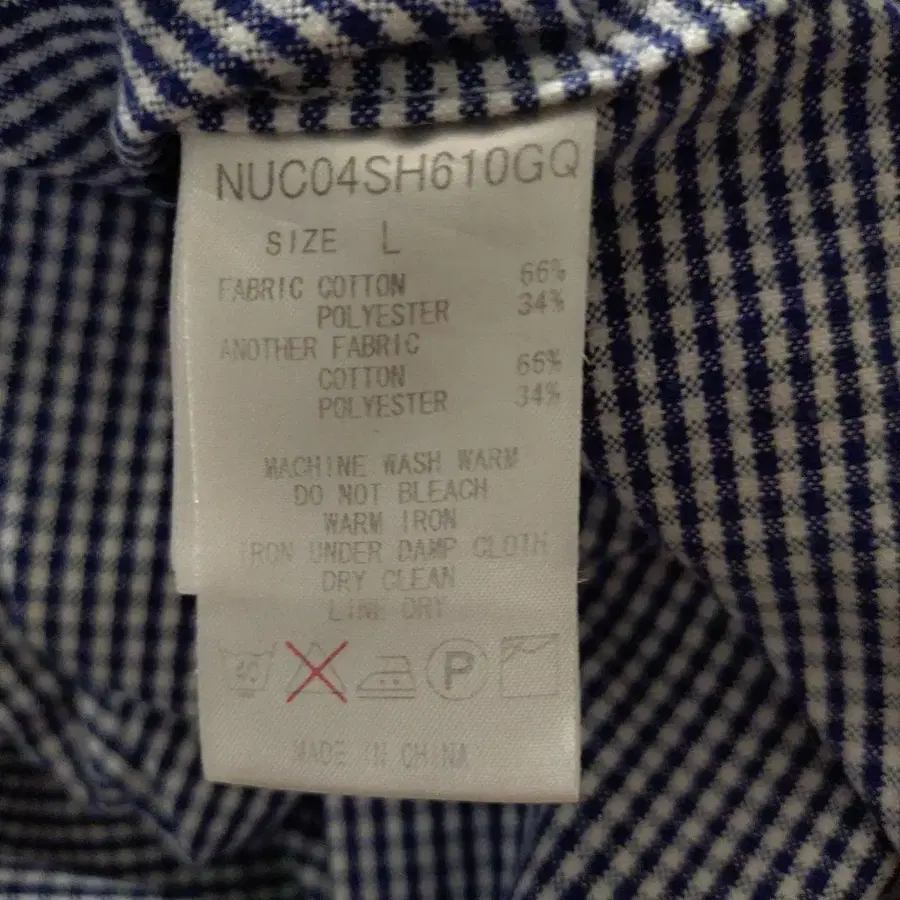 NUC04SH610GQ
SIZE L
FABRIC COTTON 66%
POLYESTER 34%
ANOTHER FABRIC
COTTON 66%
POLYESTER 34%
MACHINE WASH WARM
DO NOT BLEACH
WARM IRON
IRON UNDER DAMP CLOTH
DRY CLEAN
LINE DRY
P
MADE IN CHINA